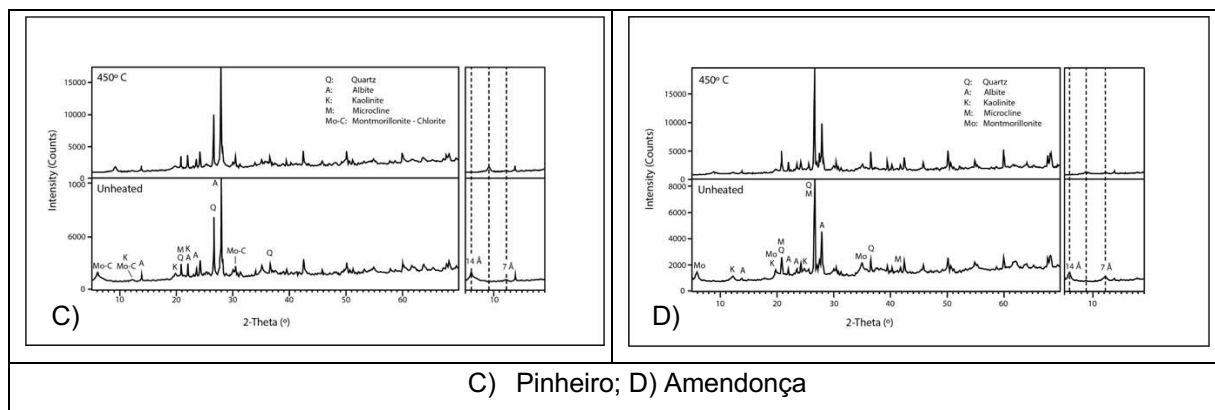 450º C
Q: Quartz
A: Albite
K: Kaolinite
M: Microcline
Mo-C: Montmorillonite - Chlorite
15000
10000
5000
0
Unheated
1000
6000
0
Intensity (Counts)
A
Q
Mo-C
K
Mo-C
A
K
M
Q
K
A
A
Mo-C
Q
14 Å
7 Å
10 20 30 40 50 60 10
2-Theta (º)
C)
450º C
Q: Quartz
A: Albite
K: Kaolinite
M: Microcline
Mo: Montmorillonite
15000
10000
5000
0
Unheated
8000
6000
4000
2000
0
Intensity (Counts)
Q
M
A
Mo
K
A
Mo
K
M
Q
A
A
K
Mo
Q
M
14 Å
7 Å
10 20 30 40 50 60 10
2-Theta (º)
D)
C) Pinheiro; D) Amendonça